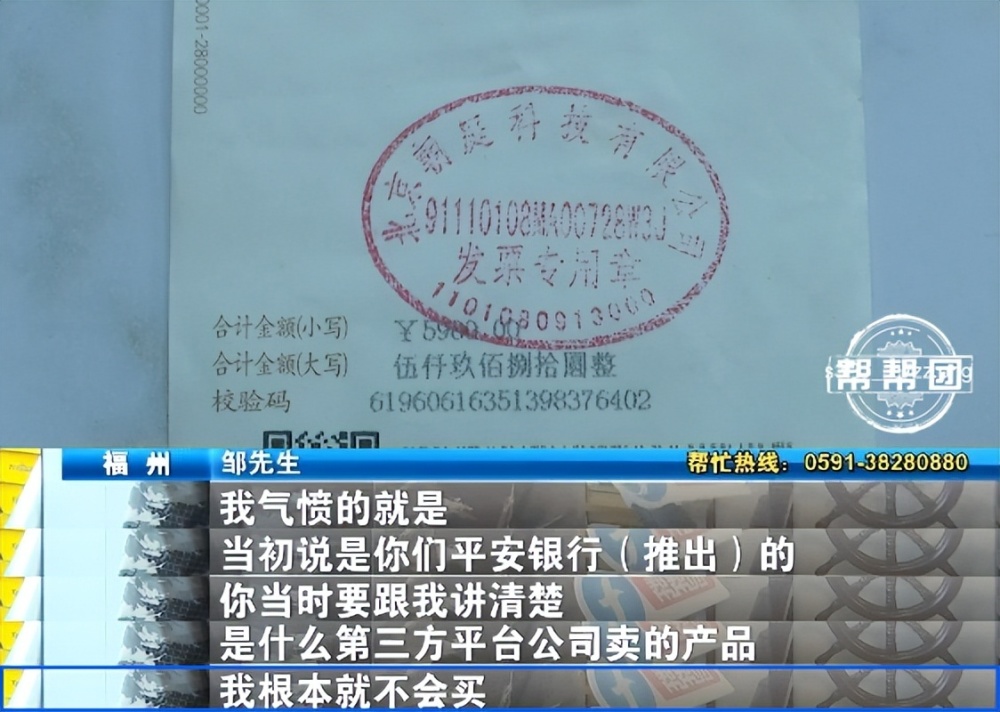 0001-28000000
北京朝挺科技有限公司
91110108MA00728W3J
发票专用章
1101080913000
合计金额(小写) ￥5980.00
合计金额(大写) 伍仟玖佰捌拾圆整
校验码 61960616351398376402
帮帮团
福州 邹先生 帮忙热线：0591-38280880
我气愤的就是
当初说是你们平安银行（推出）的
你当时要跟我讲清楚
是什么第三方平台公司卖的产品
我根本就不会买